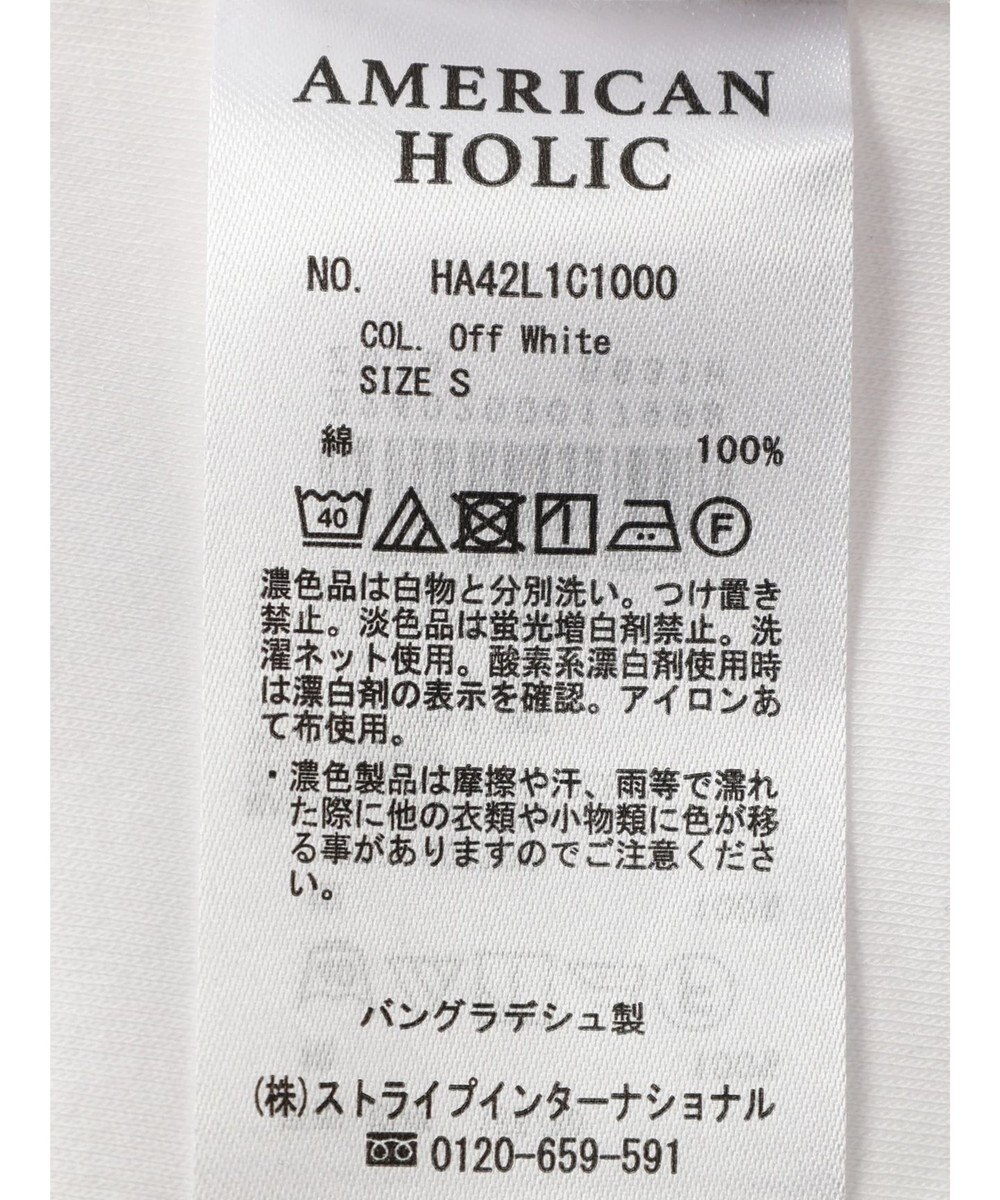 AMERICAN
HOLIC
NO. HA42L1C1000
COL. Off White
SIZE S
綿 100%
40 F
濃色品は白物と分別洗い。つけ置き
禁止。淡色品は蛍光増白剤禁止。洗
濯ネット使用。酸素系漂白剤使用時
は漂白剤の表示を確認。アイロンあ
て布使用。
・濃色製品は摩擦や汗、雨等で濡れ
た際に他の衣類や小物類に色が移
る事がありますのでご注意くださ
い。
バングラデシュ製
(株)ストライプインターナショナル
0120-659-591